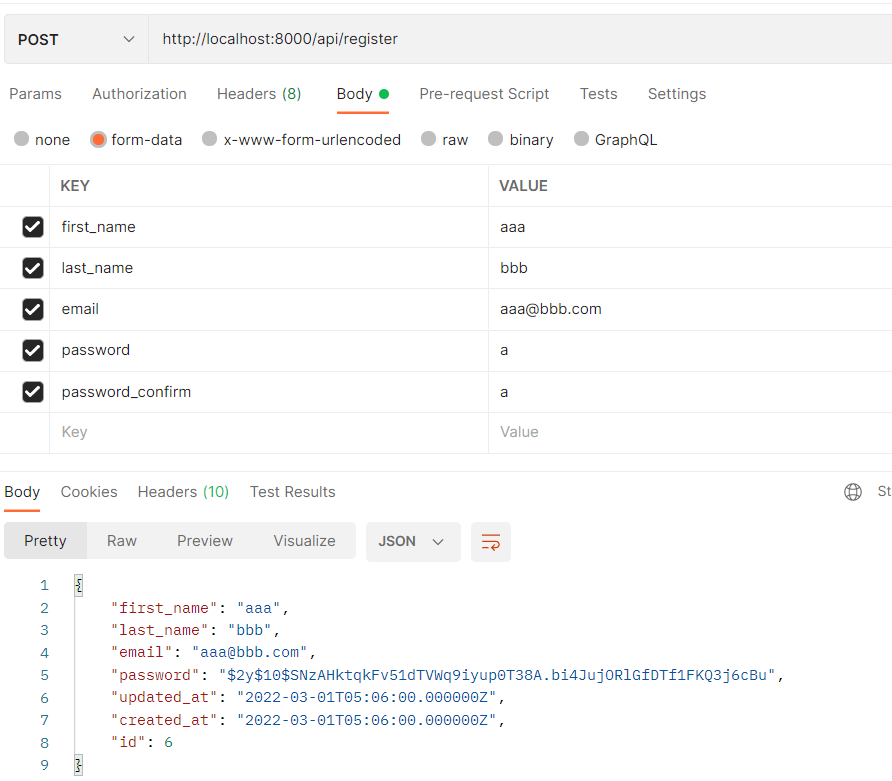 POST http://localhost:8000/api/register
Params Authorization Headers (8) Body Pre-request Script Tests Settings
none form-data x-www-form-urlencoded raw binary GraphQL
KEY VALUE
first_name aaa
last_name bbb
email aaa@bbb.com
password a
password_confirm a
Key Value
Body Cookies Headers (10) Test Results St
Pretty Raw Preview Visualize JSON
1 {
2 "first_name": "aaa",
3 "last_name": "bbb",
4 "email": "aaa@bbb.com",
5 "password": "$2y$10$SNzAHktqkFv51dTVWq9iyup0T38A.bi4JujORlGfDTf1FKQ3j6cBu",
6 "updated_at": "2022-03-01T05:06:00.000000Z",
7 "created_at": "2022-03-01T05:06:00.000000Z",
8 "id": 6
9 }